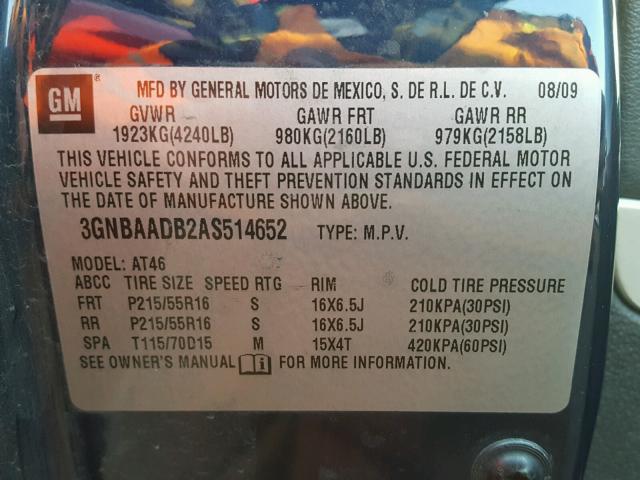 GM ® MFD BY GENERAL MOTORS DE MEXICO, S. DE R.L. DE C.V. 08/09
GVWR GAWR FRT GAWR RR
1923KG(4240LB) 980KG(2160LB) 979KG(2158LB)
THIS VEHICLE CONFORMS TO ALL APPLICABLE U.S. FEDERAL MOTOR
VEHICLE SAFETY AND THEFT PREVENTION STANDARDS IN EFFECT ON
THE DATE OF MANUFACTURE SHOWN ABOVE.
3GNBAADB2AS514652 TYPE: M.P.V.
MODEL: AT46
ABCC TIRE SIZE SPEED RTG RIM COLD TIRE PRESSURE
FRT P215/55R16 S 16X6.5J 210KPA(30PSI)
RR P215/55R16 S 16X6.5J 210KPA(30PSI)
SPA T115/70D15 M 15X4T 420KPA(60PSI)
SEE OWNER'S MANUAL i FOR MORE INFORMATION.